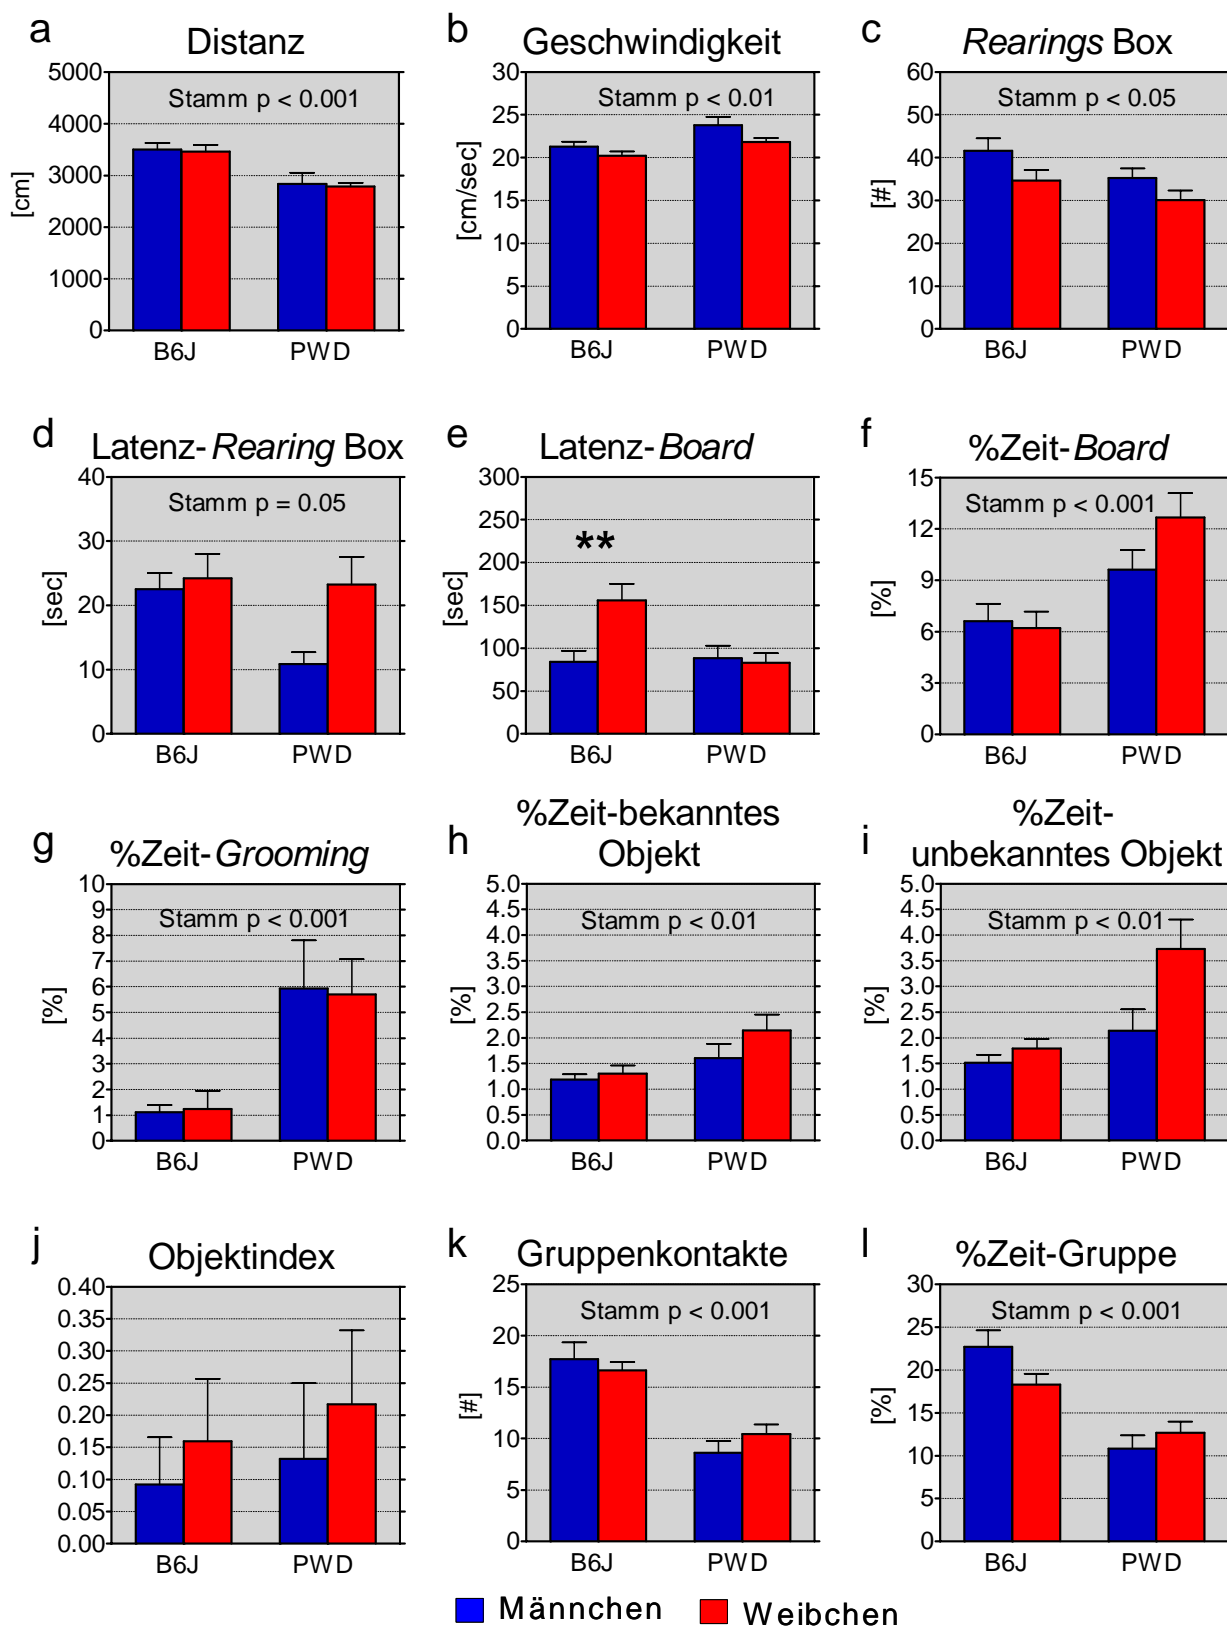 a
Distanz
5000
4000
3000
2000
1000
0
[cm]
Stamm p < 0.001
B6J
PWD
b
Geschwindigkeit
30
25
20
15
10
5
0
[cm/sec]
Stamm p < 0.01
B6J
PWD
c
Rearings Box
60
50
40
30
20
10
0
[#]
Stamm p < 0.05
B6J
PWD
d
Latenz-Rearing Box
40
30
20
10
0
[sec]
Stamm p = 0.05
B6J
PWD
e
Latenz-Board
300
250
200
150
100
50
0
[sec]
**
B6J
PWD
f
%Zeit-Board
15
12
9
6
3
0
[%]
Stamm p < 0.001
B6J
PWD
g
%Zeit-Grooming
10
9
8
7
6
5
4
3
2
1
0
[%]
Stamm p < 0.001
B6J
PWD
h
%Zeit-bekanntes
Objekt
5.0
4.5
4.0
3.5
3.0
2.5
2.0
1.5
1.0
0.5
0.0
[%]
Stamm p < 0.01
B6J
PWD
i
%Zeit-
unbekanntes Objekt
5.0
4.5
4.0
3.5
3.0
2.5
2.0
1.5
1.0
0.5
0.0
[%]
Stamm p < 0.01
B6J
PWD
j
Objektindex
0.40
0.35
0.30
0.25
0.20
0.15
0.10
0.05
0.00
B6J
PWD
k
Gruppenkontakte
25
20
15
10
5
0
[#]
Stamm p < 0.001
B6J
PWD
l
%Zeit-Gruppe
30
25
20
15
10
5
0
[%]
Stamm p < 0.001
B6J
PWD
Männchen
Weibchen